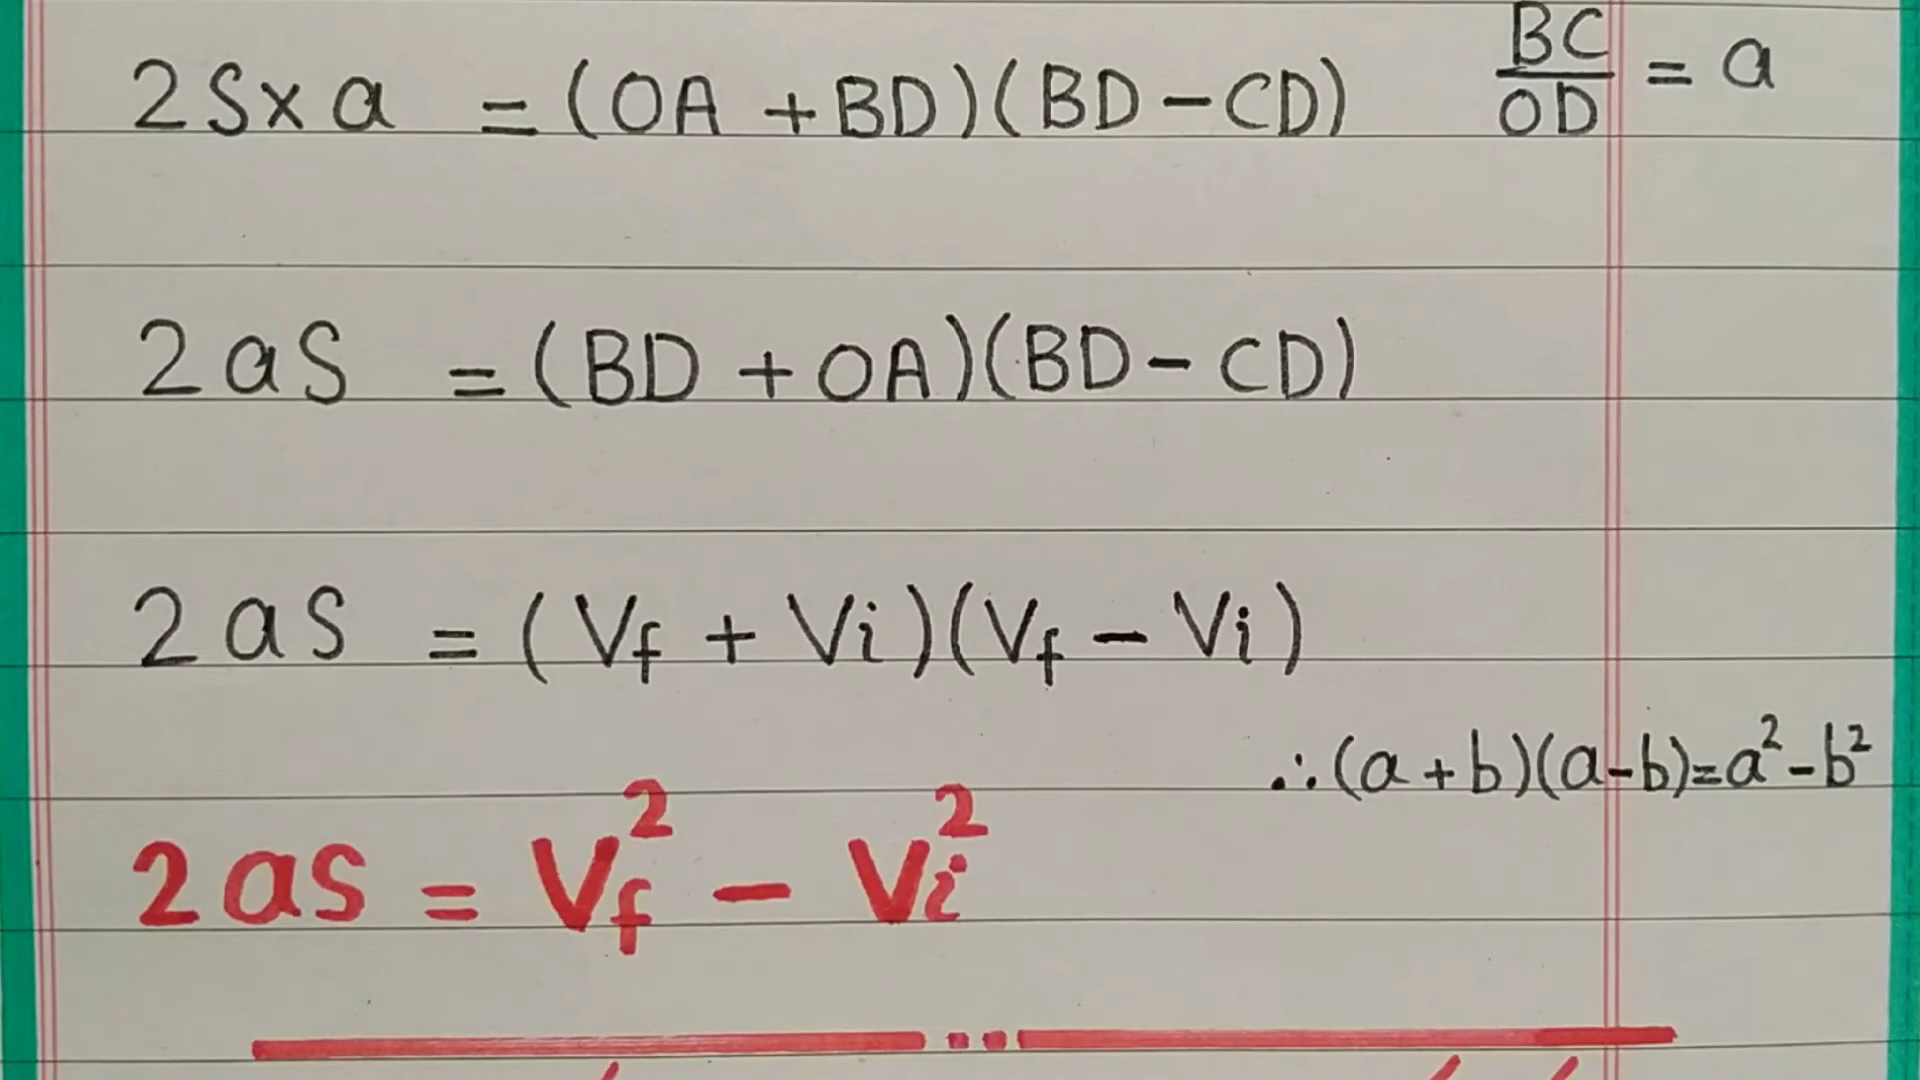 2S×a = (OA + BD)(BD - CD) BC/OD = a
2aS = (BD + OA)(BD - CD)
2aS = (Vf + Vi)(Vf - Vi)
∴(a+b)(a-b)=a²-b²
2as = Vf² - Vi²